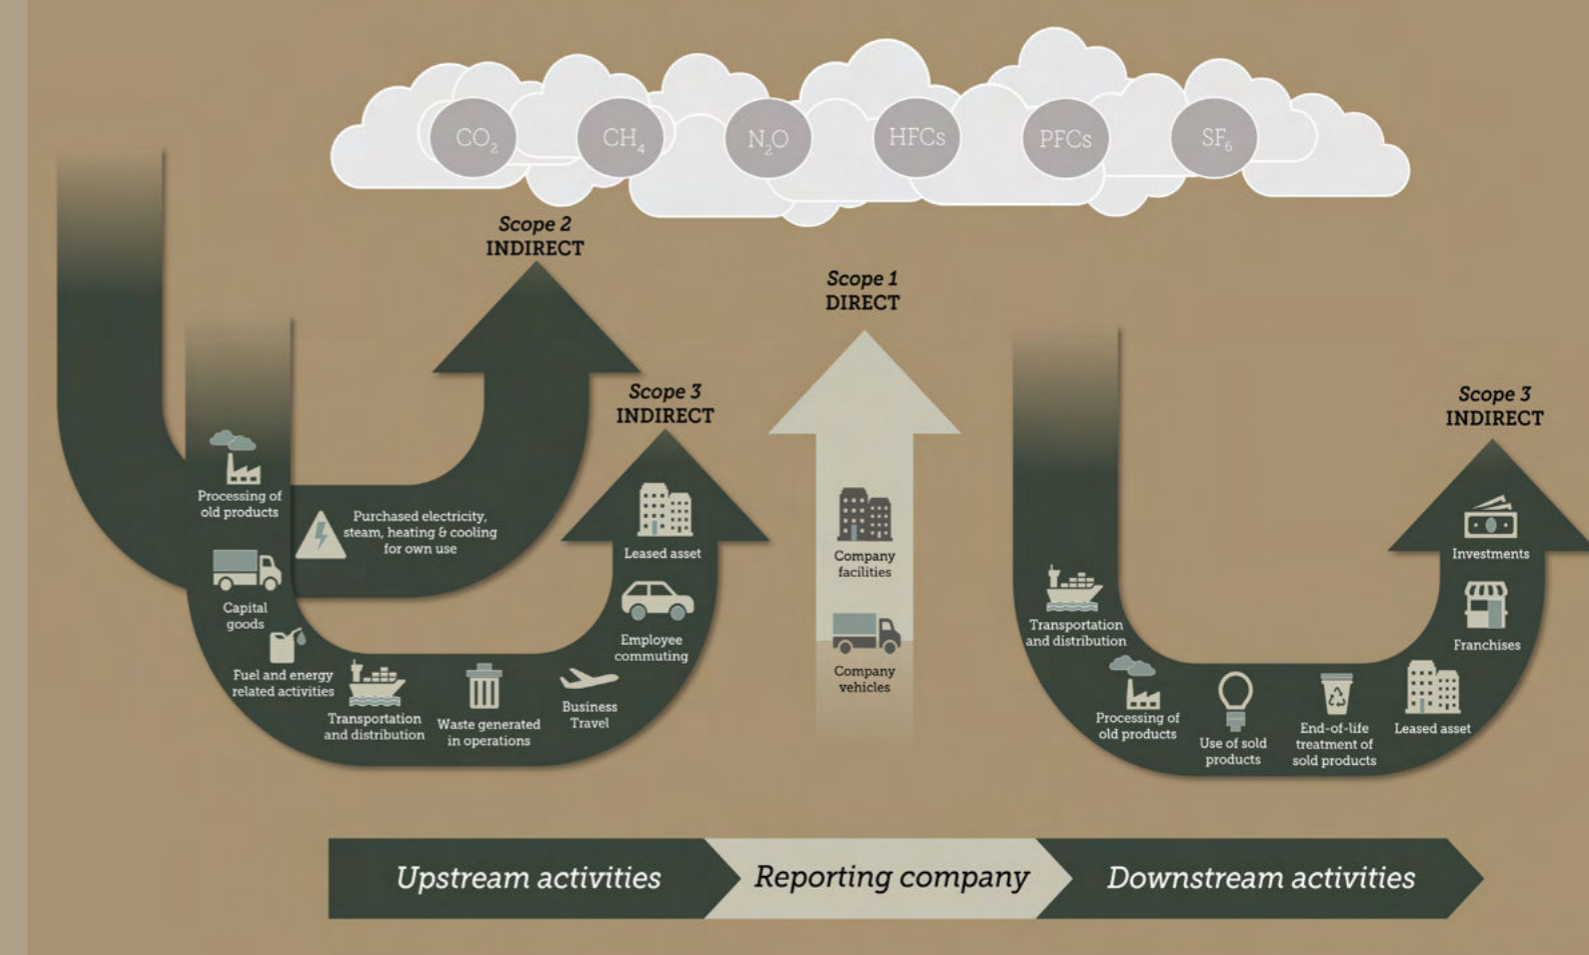 CO₂
CH₄
N₂O
HFCs
PFCs
SF₆
Scope 2
INDIRECT
Scope 1
DIRECT
Scope 3
INDIRECT
Scope 3
INDIRECT
Processing of
old products
Purchased electricity,
steam, heating & cooling
for own use
Capital
goods
Fuel and energy
related activities
Transportation
and distribution
Waste generated
in operations
Business
Travel
Employee
commuting
Leased asset
Company
facilities
Company
vehicles
Transportation
and distribution
Processing of
old products
Use of sold
products
End-of-life
treatment of
sold products
Leased asset
Franchises
Investments
Upstream activities
Reporting company
Downstream activities